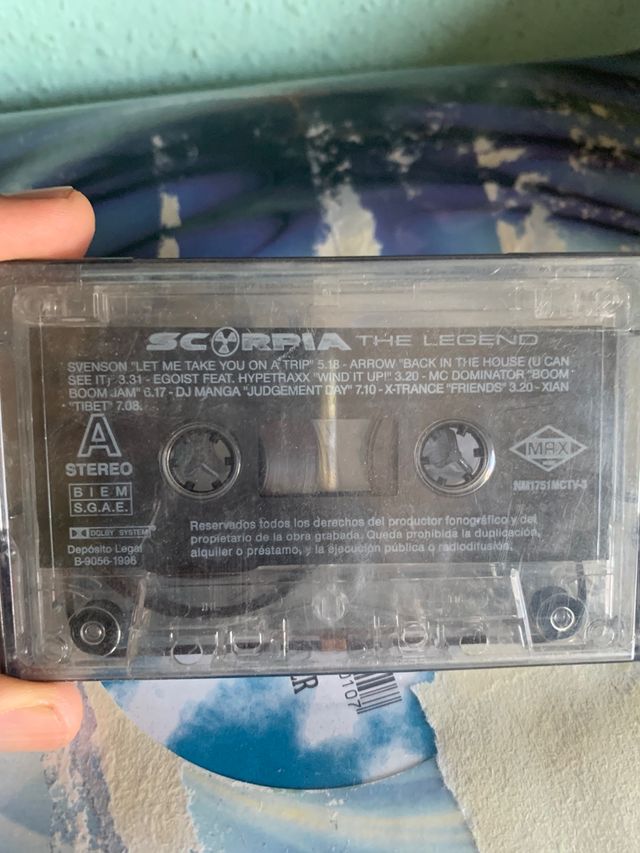 SCORPIA THE LEGEND
SVENSON "LET ME TAKE YOU ON A TRIP" 5.18 - ARROW "BACK IN THE HOUSE (U CAN
SEE IT) 3.31 - EGOIST FEAT. HYPETRAXX "WIND IT UP!" 3.20 - MC DOMINATOR "BOOM
BOOM JAM" 6.17 - DJ MANGA "JUDGEMENT DAY" 7.10 - X-TRANCE "FRIENDS" 3.20 - XIAN
"TIBET" 7.08.
A
STEREO
MAX
NM1751MCTV-3
BIEM
S.G.A.E.
DOLBY SYSTEM
Depósito Legal
B-9056-1998
Reservados todos los derechos del productor fonográfico y del
propietario de la obra grabada. Queda prohibida la duplicación,
alquiler o préstamo, y la ejecución pública o radiodifusión.